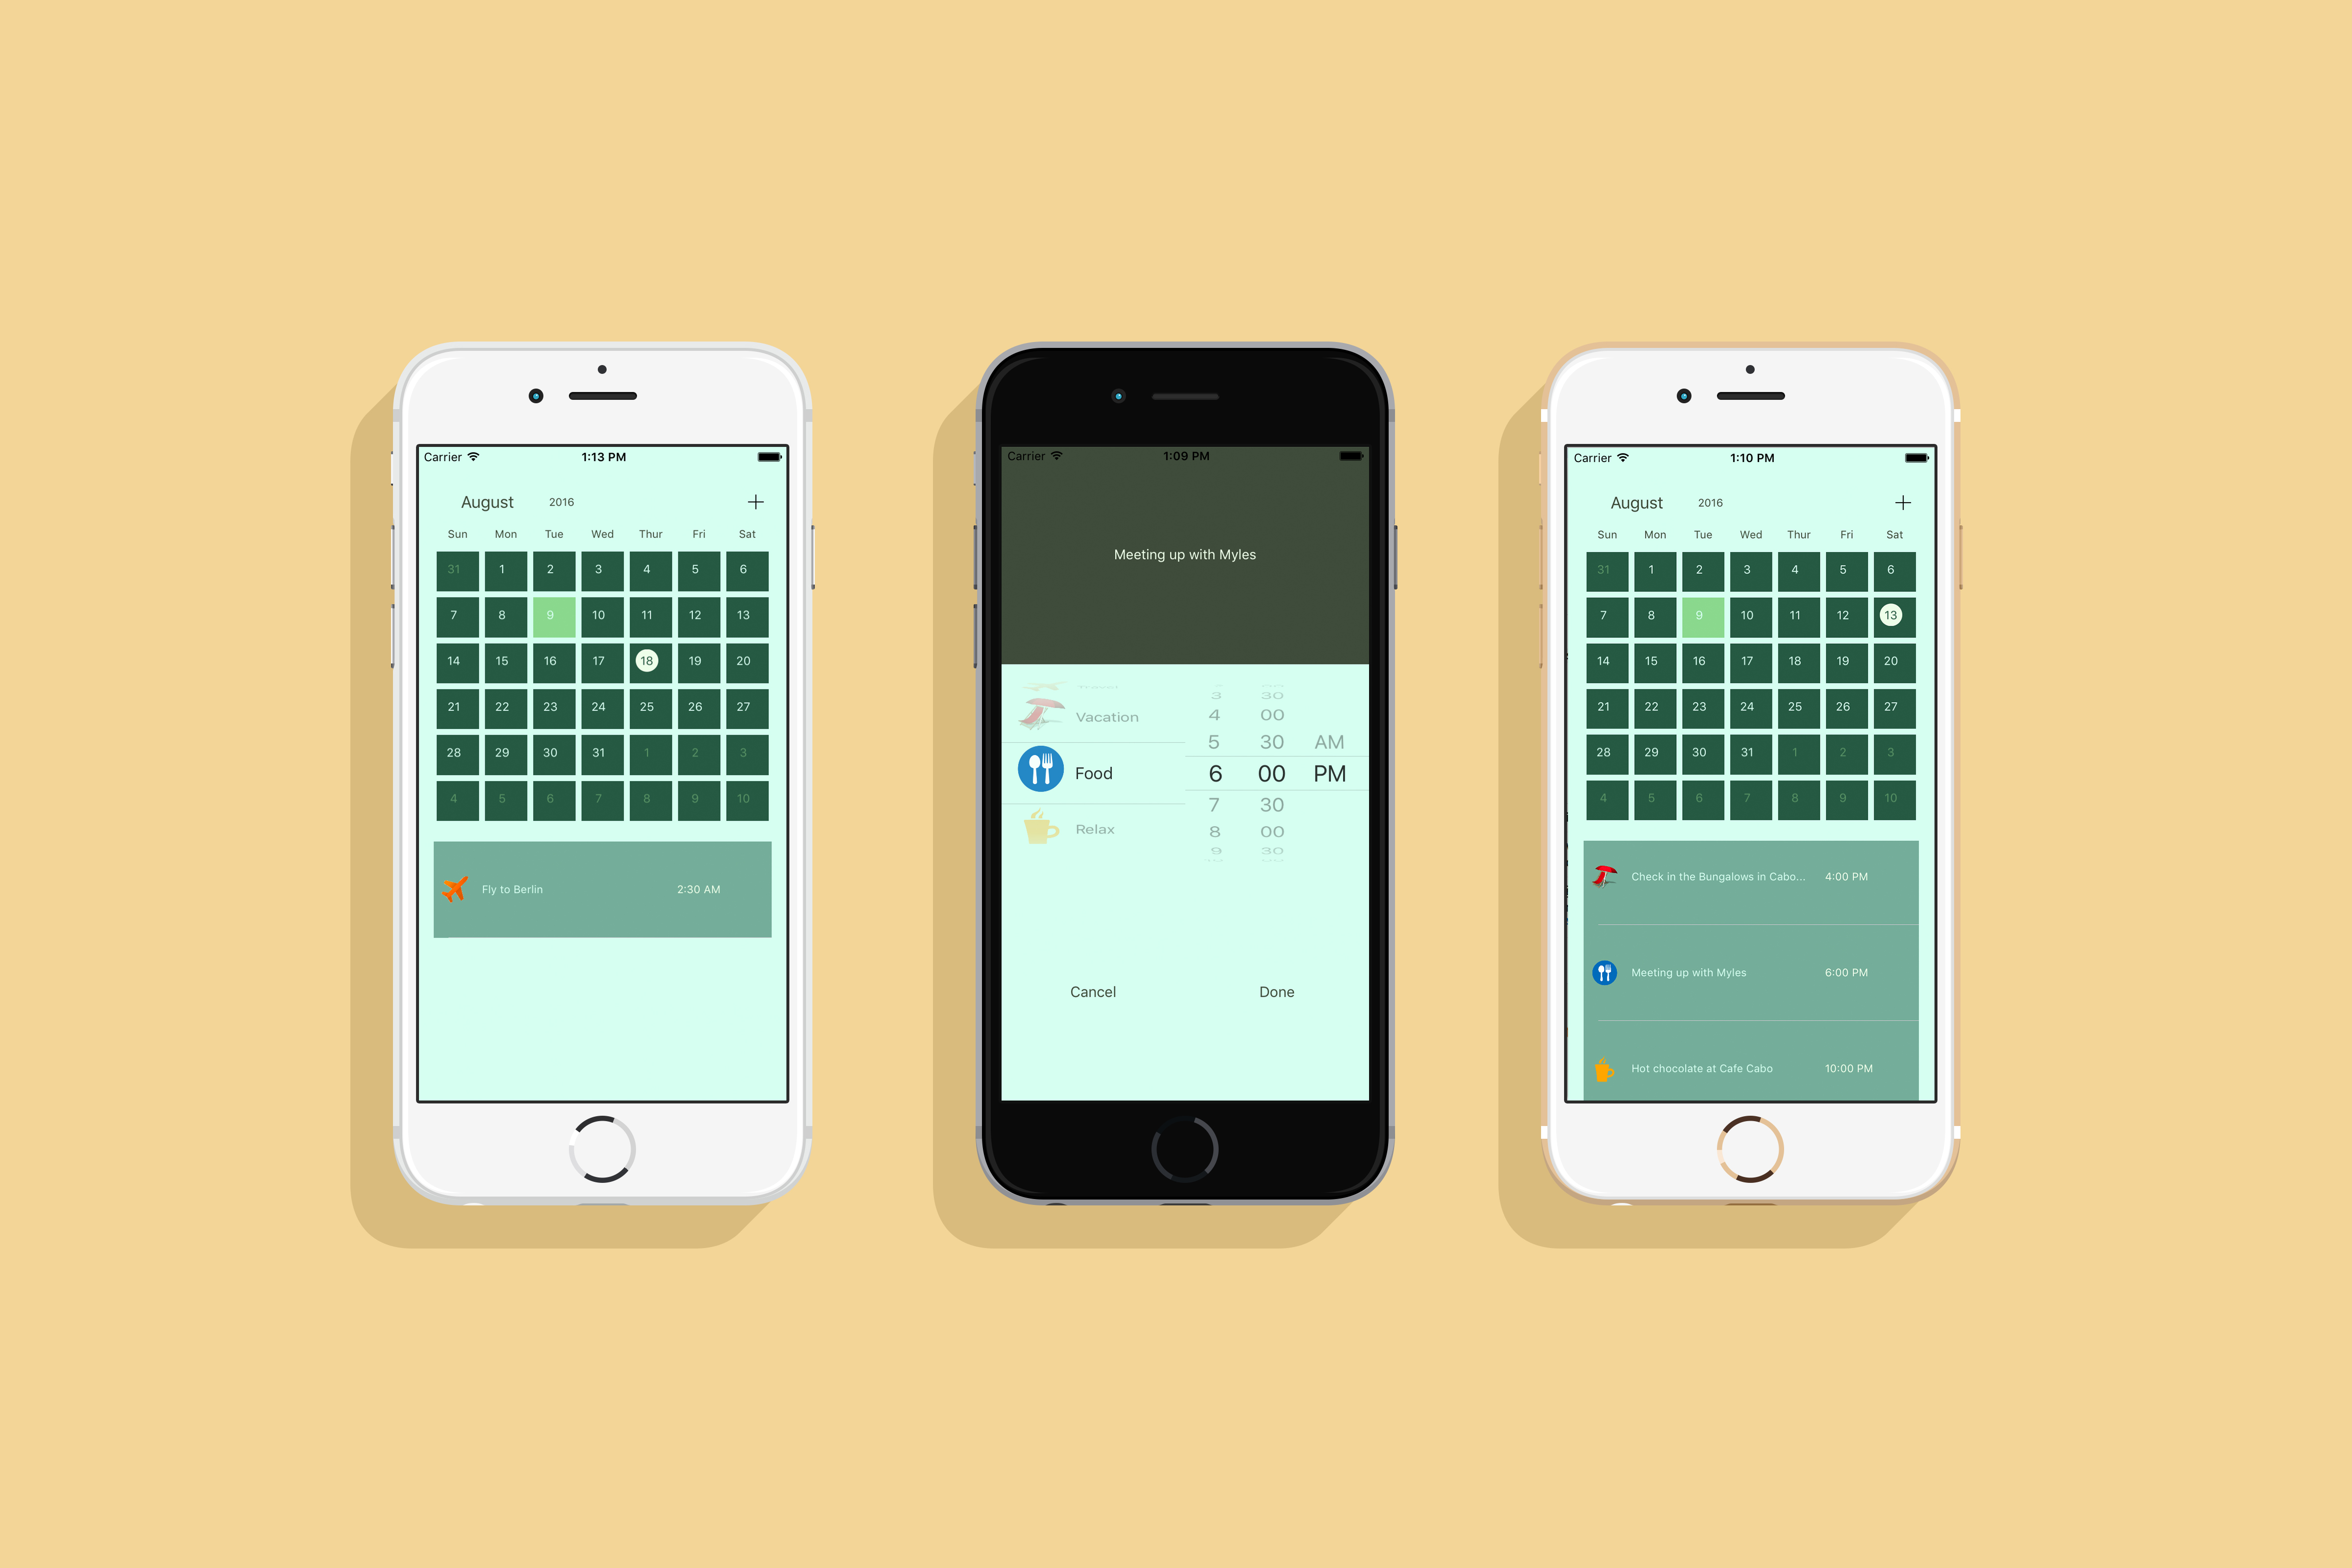 Carrier 1:13 PM
August 2016 +
Sun Mon Tue Wed Thur Fri Sat
31 1 2 3 4 5 6
7 8 9 10 11 12 13
14 15 16 17 18 19 20
21 22 23 24 25 26 27
28 29 30 31 1 2 3
4 5 6 7 8 9 10
Fly to Berlin 2:30 AM
Carrier 1:09 PM
Meeting up with Myles
3 30
Vacation 4 00
5 30 AM
Food 6 00 PM
7 30
Relax 8 00
9 30
Cancel Done
Carrier 1:10 PM
August 2016 +
Sun Mon Tue Wed Thur Fri Sat
31 1 2 3 4 5 6
7 8 9 10 11 12 13
14 15 16 17 18 19 20
21 22 23 24 25 26 27
28 29 30 31 1 2 3
4 5 6 7 8 9 10
Check in the Bungalows in Cabo... 4:00 PM
Meeting up with Myles 6:00 PM
Hot chocolate at Cafe Cabo 10:00 PM